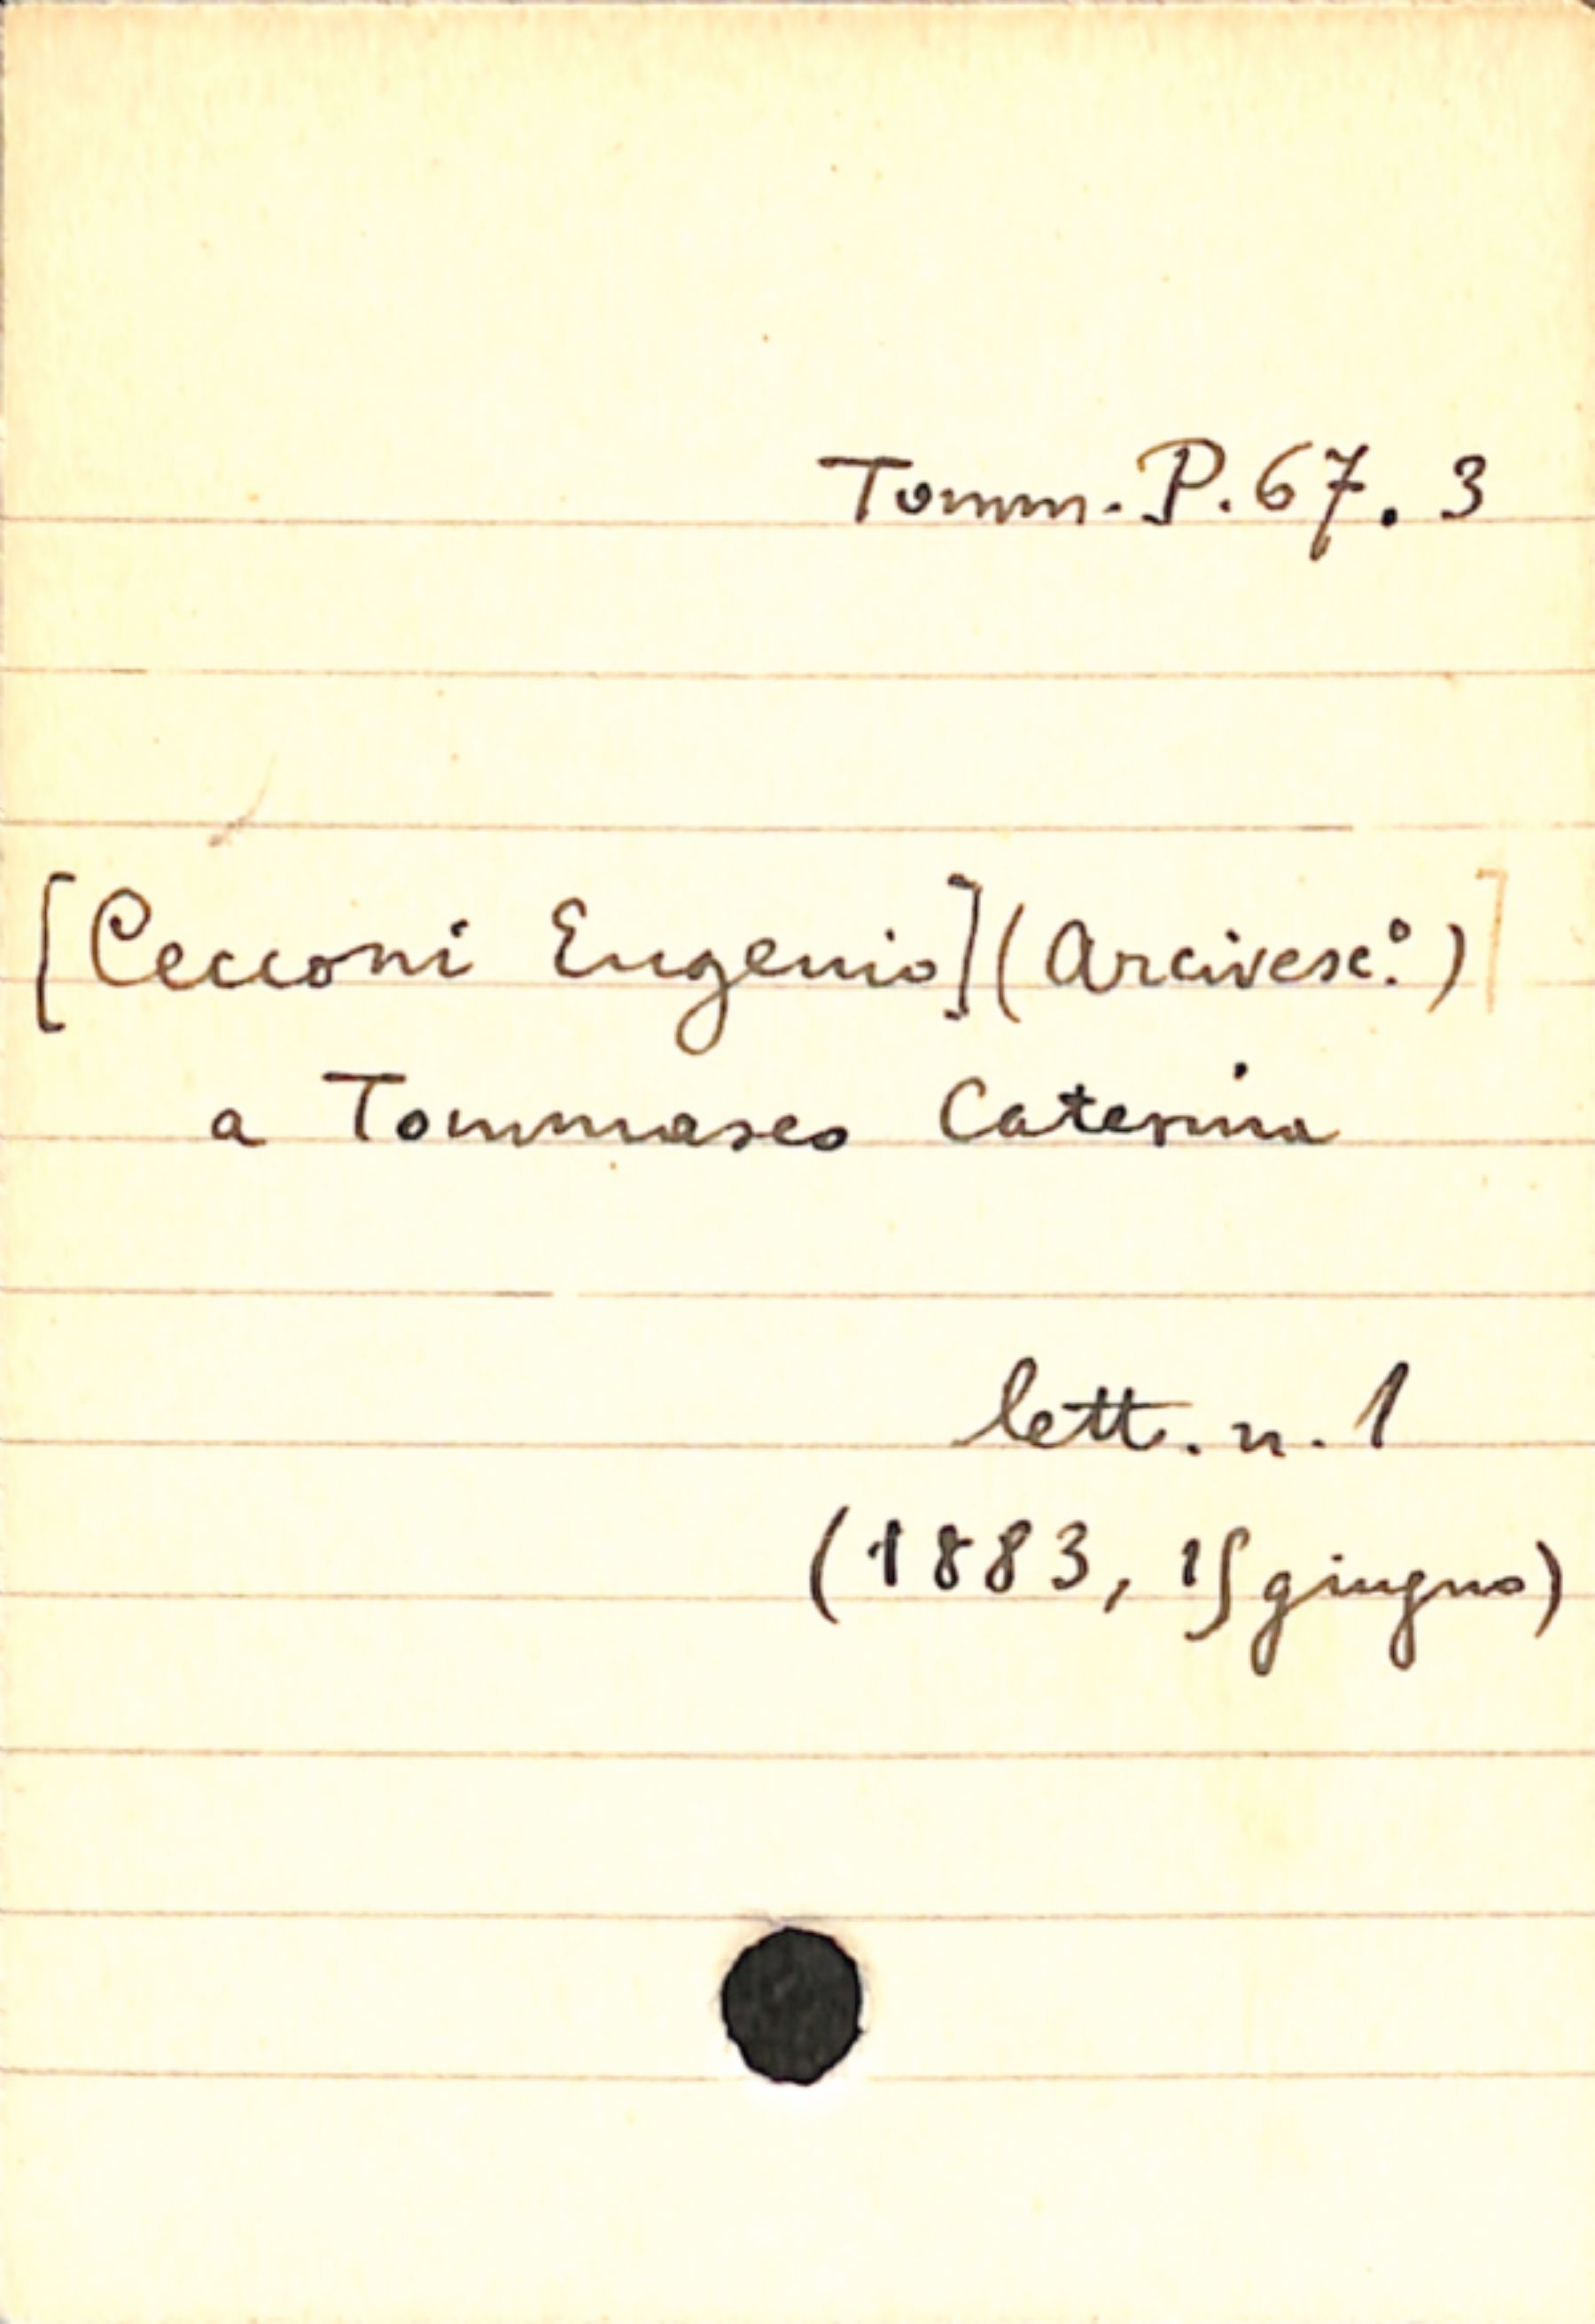 Tomm. P. 67. 3
[Cecconi Eugenio] (Arcivesc.º)]
a Tommaseo Caterina
lett. n. 1
(1883, 15 giugno)